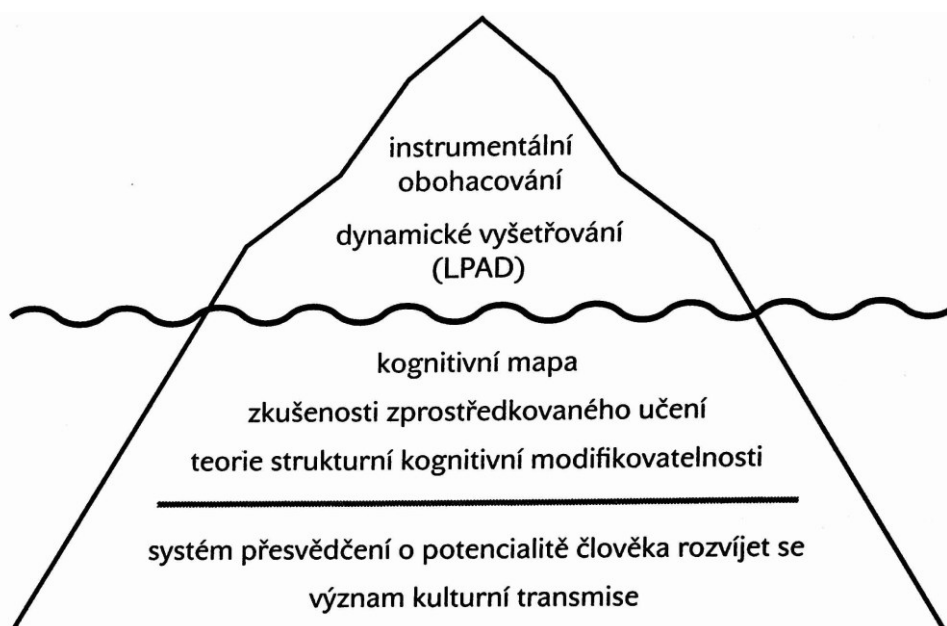 instrumentální
obohacování
dynamické vyšetřování
(LPAD)
kognitivní mapa
zkušenosti zprostředkovaného učení
teorie strukturní kognitivní modifikovatelnosti
systém přesvědčení o potencialitě člověka rozvíjet se
význam kulturní transmise